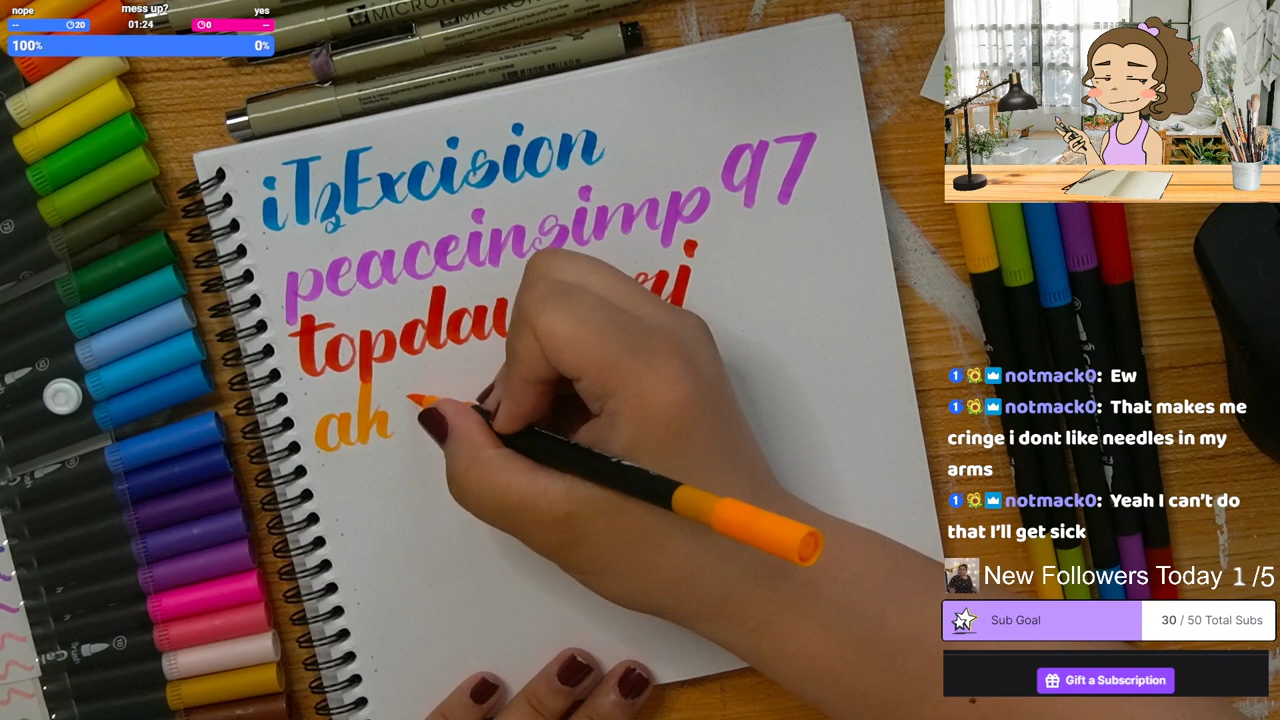 nope
mess up?
yes
--
20
01:24
0
--
100%
0%
MICRON
iTzExcision
peaceinsimp97
ah
notmack0: Ew
notmack0: That makes me
cringe i dont like needles in my
arms
notmack0: Yeah I can't do
that I'll get sick
New Followers Today 1 /5
Sub Goal
30 / 50 Total Subs
Gift a Subscription